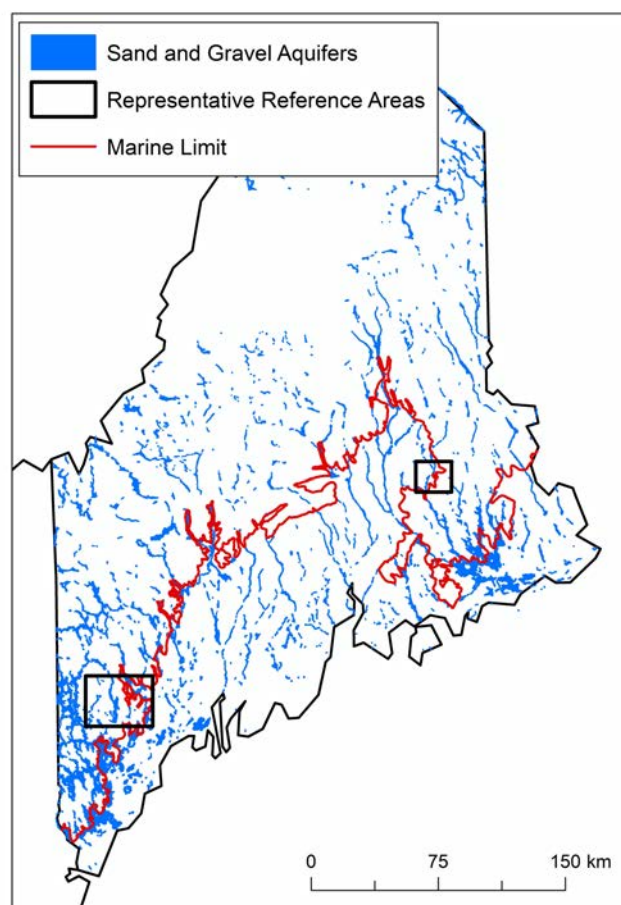 Sand and Gravel Aquifers
Representative Reference Areas
Marine Limit
0 75 150 km